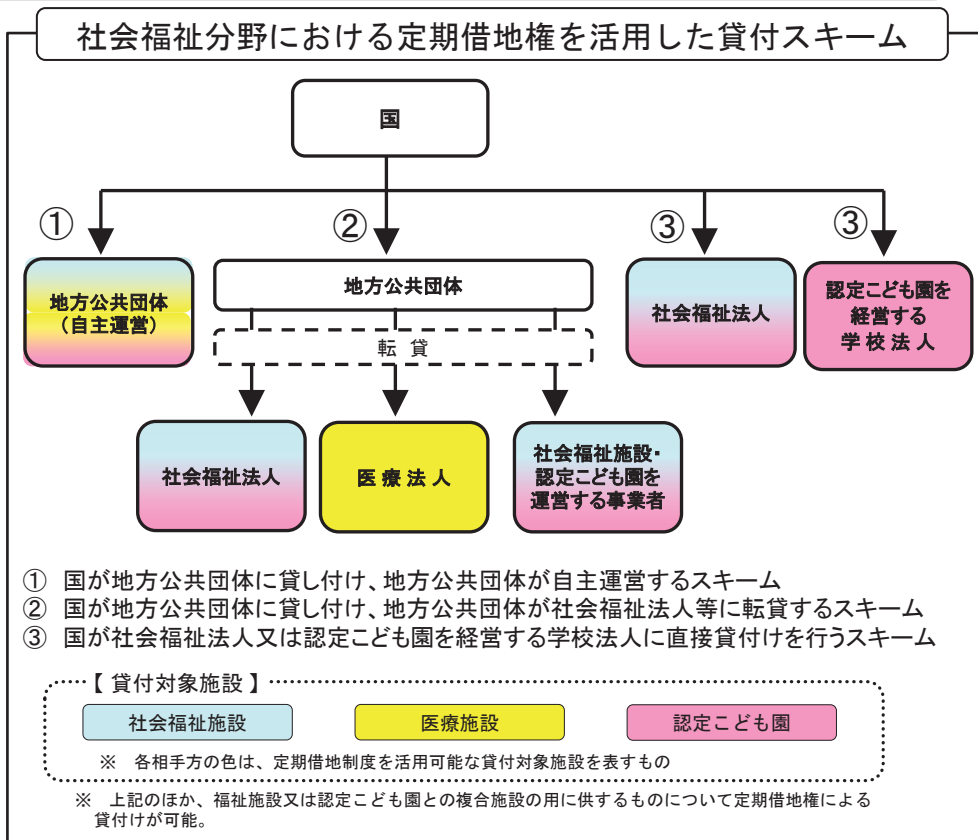 社会福祉分野における定期借地権を活用した貸付スキーム
国
①
②
③
③
地方公共団体
（自主運営）
地方公共団体
社会福祉法人
認定こども園を
経営する
学校法人
転貸
社会福祉法人
医療法人
社会福祉施設・
認定こども園を
運営する事業者
① 国が地方公共団体に貸し付け、地方公共団体が自主運営するスキーム
② 国が地方公共団体に貸し付け、地方公共団体が社会福祉法人等に転貸するスキーム
③ 国が社会福祉法人又は認定こども園を経営する学校法人に直接貸付けを行うスキーム
【貸付対象施設】
社会福祉施設
医療施設
認定こども園
※ 各相手方の色は、定期借地制度を活用可能な貸付対象施設を表すもの
※ 上記のほか、福祉施設又は認定こども園との複合施設の用に供するものについて定期借地権による
貸付けが可能。